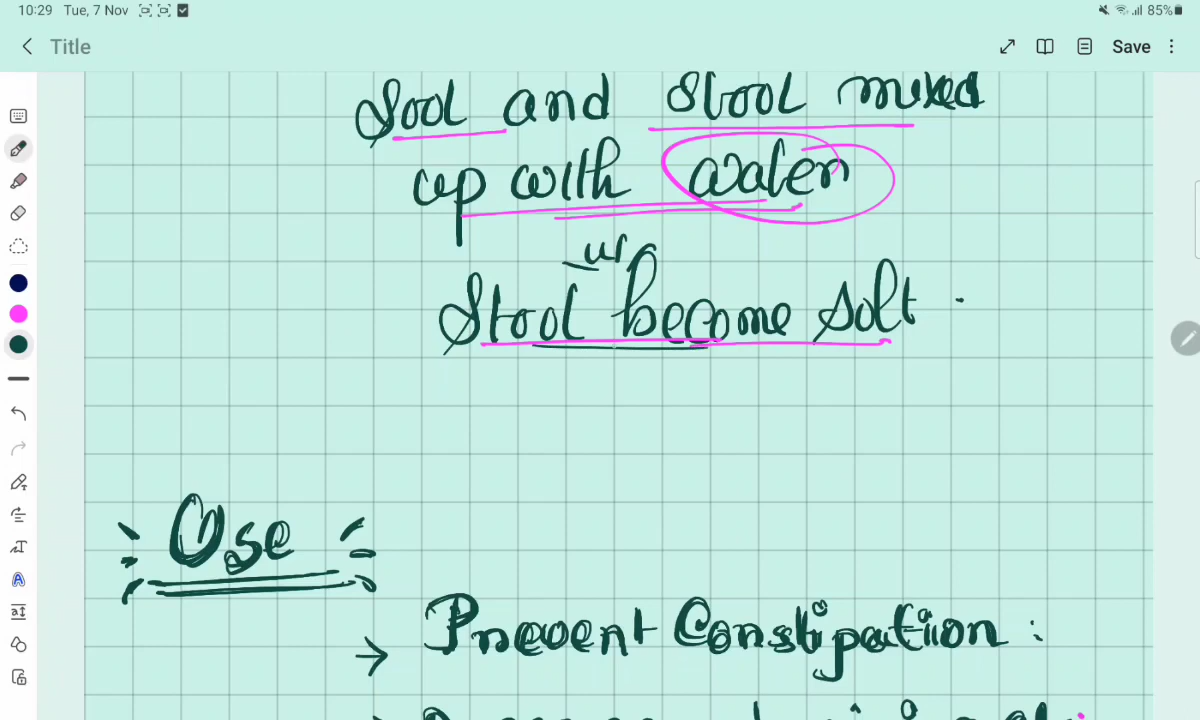 10:29 Tue, 7 Nov 85%
Title Save
Sool and stool mixed
up with water
Stool become solt.
Use
→ Prevent Constipation: